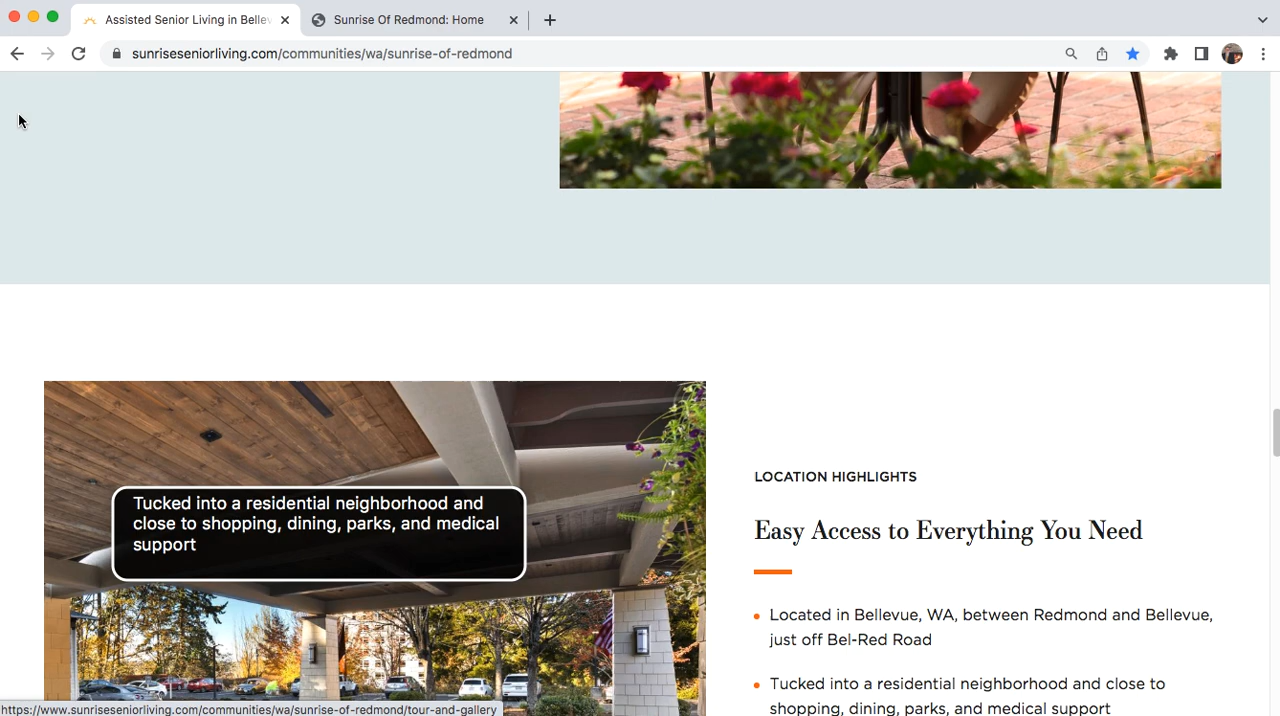 Assisted Senior Living in Bellev
Sunrise Of Redmond: Home
sunriseseniorliving.com/communities/wa/sunrise-of-redmond
Tucked into a residential neighborhood and
close to shopping, dining, parks, and medical
support
LOCATION HIGHLIGHTS
Easy Access to Everything You Need
Located in Bellevue, WA, between Redmond and Bellevue,
just off Bel-Red Road
Tucked into a residential neighborhood and close to
shopping, dining, parks, and medical support
https://www.sunriseseniorliving.com/communities/wa/sunrise-of-redmond/tour-and-gallery